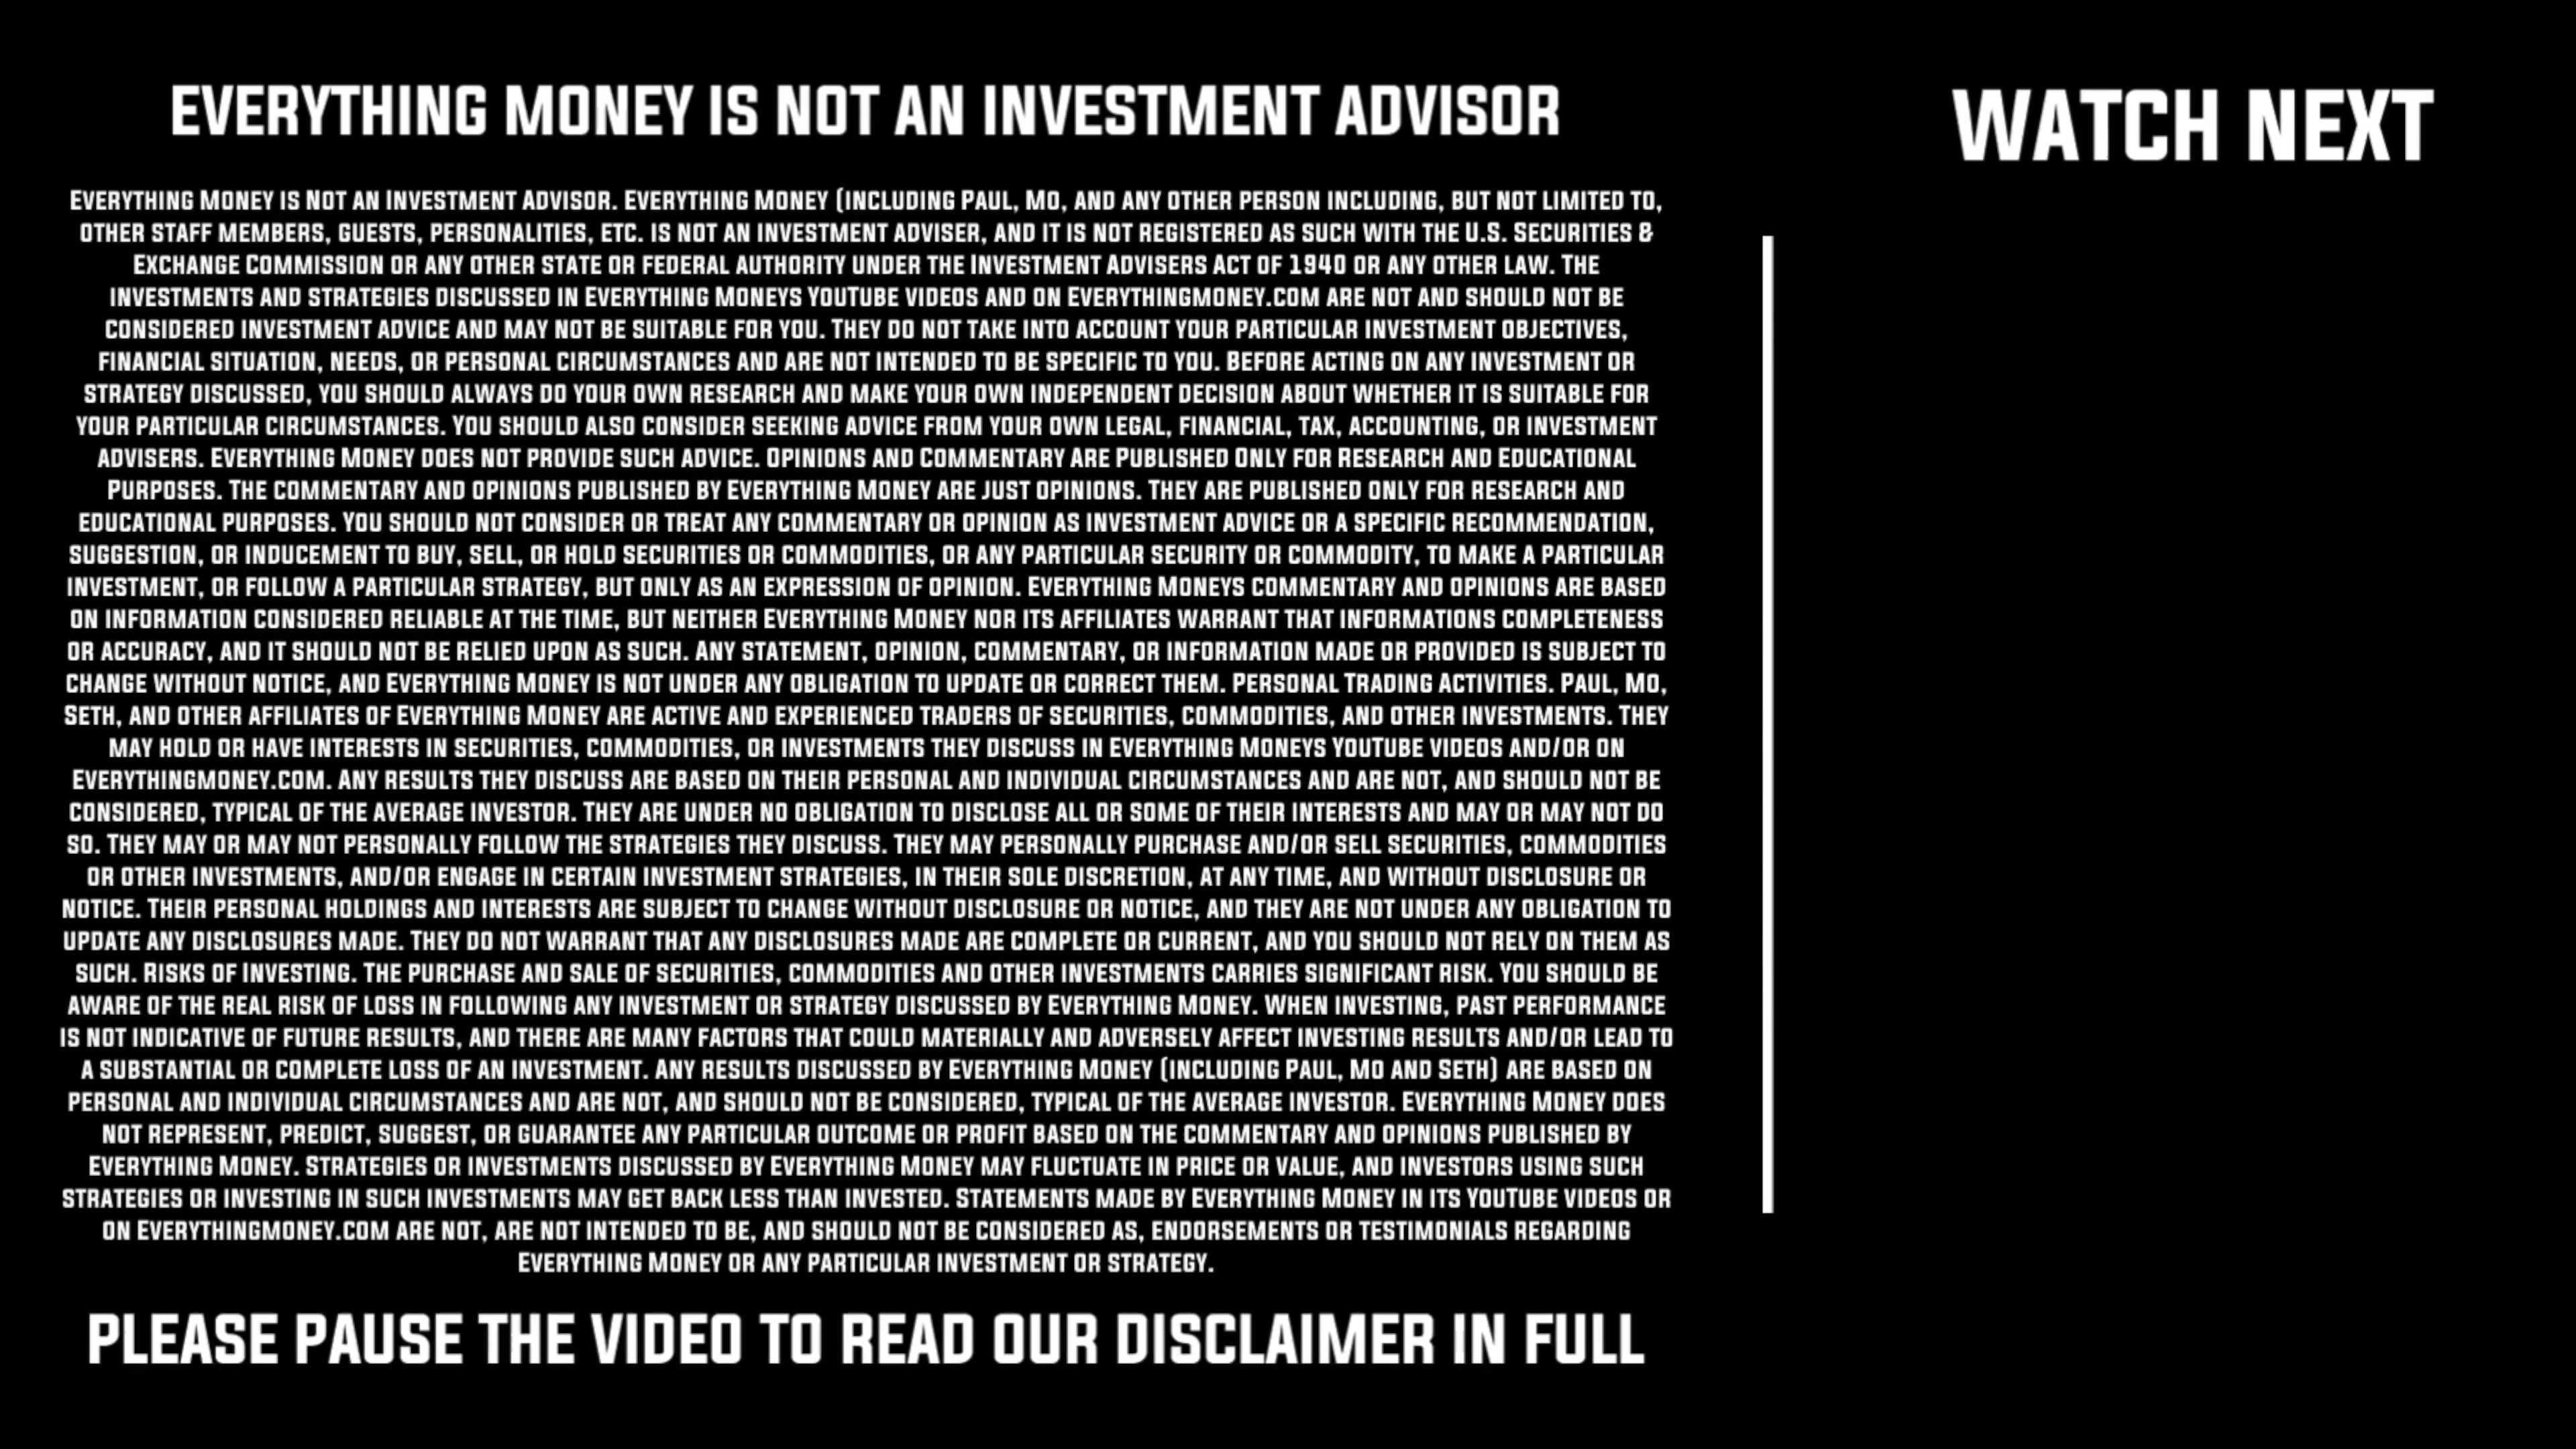 EVERYTHING MONEY IS NOT AN INVESTMENT ADVISOR
EVERYTHING MONEY IS NOT AN INVESTMENT ADVISOR. EVERYTHING MONEY (INCLUDING PAUL, MO, AND ANY OTHER PERSON INCLUDING, BUT NOT LIMITED TO,
OTHER STAFF MEMBERS, GUESTS, PERSONALITIES, ETC. IS NOT AN INVESTMENT ADVISER, AND IT IS NOT REGISTERED AS SUCH WITH THE U.S. SECURITIES &
EXCHANGE COMMISSION OR ANY OTHER STATE OR FEDERAL AUTHORITY UNDER THE INVESTMENT ADVISERS ACT OF 1940 OR ANY OTHER LAW. THE
INVESTMENTS AND STRATEGIES DISCUSSED IN EVERYTHING MONEYS YOUTUBE VIDEOS AND ON EVERYTHINGMONEY.COM ARE NOT AND SHOULD NOT BE
CONSIDERED INVESTMENT ADVICE AND MAY NOT BE SUITABLE FOR YOU. THEY DO NOT TAKE INTO ACCOUNT YOUR PARTICULAR INVESTMENT OBJECTIVES,
FINANCIAL SITUATION, NEEDS, OR PERSONAL CIRCUMSTANCES AND ARE NOT INTENDED TO BE SPECIFIC TO YOU. BEFORE ACTING ON ANY INVESTMENT OR
STRATEGY DISCUSSED, YOU SHOULD ALWAYS DO YOUR OWN RESEARCH AND MAKE YOUR OWN INDEPENDENT DECISION ABOUT WHETHER IT IS SUITABLE FOR
YOUR PARTICULAR CIRCUMSTANCES. YOU SHOULD ALSO CONSIDER SEEKING ADVICE FROM YOUR OWN LEGAL, FINANCIAL, TAX, ACCOUNTING, OR INVESTMENT
ADVISERS. EVERYTHING MONEY DOES NOT PROVIDE SUCH ADVICE. OPINIONS AND COMMENTARY ARE PUBLISHED ONLY FOR RESEARCH AND EDUCATIONAL
PURPOSES. THE COMMENTARY AND OPINIONS PUBLISHED BY EVERYTHING MONEY ARE JUST OPINIONS. THEY ARE PUBLISHED ONLY FOR RESEARCH AND
EDUCATIONAL PURPOSES. YOU SHOULD NOT CONSIDER OR TREAT ANY COMMENTARY OR OPINION AS INVESTMENT ADVICE OR A SPECIFIC RECOMMENDATION,
SUGGESTION, OR INDUCEMENT TO BUY, SELL, OR HOLD SECURITIES OR COMMODITIES, OR ANY PARTICULAR SECURITY OR COMMODITY, TO MAKE A PARTICULAR
INVESTMENT, OR FOLLOW A PARTICULAR STRATEGY, BUT ONLY AS AN EXPRESSION OF OPINION. EVERYTHING MONEYS COMMENTARY AND OPINIONS ARE BASED
ON INFORMATION CONSIDERED RELIABLE AT THE TIME, BUT NEITHER EVERYTHING MONEY NOR ITS AFFILIATES WARRANT THAT INFORMATIONS COMPLETENESS
OR ACCURACY, AND IT SHOULD NOT BE RELIED UPON AS SUCH. ANY STATEMENT, OPINION, COMMENTARY, OR INFORMATION MADE OR PROVIDED IS SUBJECT TO
CHANGE WITHOUT NOTICE, AND EVERYTHING MONEY IS NOT UNDER ANY OBLIGATION TO UPDATE OR CORRECT THEM. PERSONAL TRADING ACTIVITIES. PAUL, MO,
SETH, AND OTHER AFFILIATES OF EVERYTHING MONEY ARE ACTIVE AND EXPERIENCED TRADERS OF SECURITIES, COMMODITIES, AND OTHER INVESTMENTS. THEY
MAY HOLD OR HAVE INTERESTS IN SECURITIES, COMMODITIES, OR INVESTMENTS THEY DISCUSS IN EVERYTHING MONEYS YOUTUBE VIDEOS AND/OR ON
EVERYTHINGMONEY.COM. ANY RESULTS THEY DISCUSS ARE BASED ON THEIR PERSONAL AND INDIVIDUAL CIRCUMSTANCES AND ARE NOT, AND SHOULD NOT BE
CONSIDERED, TYPICAL OF THE AVERAGE INVESTOR. THEY ARE UNDER NO OBLIGATION TO DISCLOSE ALL OR SOME OF THEIR INTERESTS AND MAY OR MAY NOT DO
SO. THEY MAY OR MAY NOT PERSONALLY FOLLOW THE STRATEGIES THEY DISCUSS. THEY MAY PERSONALLY PURCHASE AND/OR SELL SECURITIES, COMMODITIES
OR OTHER INVESTMENTS, AND/OR ENGAGE IN CERTAIN INVESTMENT STRATEGIES, IN THEIR SOLE DISCRETION, AT ANY TIME, AND WITHOUT DISCLOSURE OR
NOTICE. THEIR PERSONAL HOLDINGS AND INTERESTS ARE SUBJECT TO CHANGE WITHOUT DISCLOSURE OR NOTICE, AND THEY ARE NOT UNDER ANY OBLIGATION TO
UPDATE ANY DISCLOSURES MADE. THEY DO NOT WARRANT THAT ANY DISCLOSURES MADE ARE COMPLETE OR CURRENT, AND YOU SHOULD NOT RELY ON THEM AS
SUCH. RISKS OF INVESTING. THE PURCHASE AND SALE OF SECURITIES, COMMODITIES AND OTHER INVESTMENTS CARRIES SIGNIFICANT RISK. YOU SHOULD BE
AWARE OF THE REAL RISK OF LOSS IN FOLLOWING ANY INVESTMENT OR STRATEGY DISCUSSED BY EVERYTHING MONEY. WHEN INVESTING, PAST PERFORMANCE
IS NOT INDICATIVE OF FUTURE RESULTS, AND THERE ARE MANY FACTORS THAT COULD MATERIALLY AND ADVERSELY AFFECT INVESTING RESULTS AND/OR LEAD TO
A SUBSTANTIAL OR COMPLETE LOSS OF AN INVESTMENT. ANY RESULTS DISCUSSED BY EVERYTHING MONEY (INCLUDING PAUL, MO AND SETH) ARE BASED ON
PERSONAL AND INDIVIDUAL CIRCUMSTANCES AND ARE NOT, AND SHOULD NOT BE CONSIDERED, TYPICAL OF THE AVERAGE INVESTOR. EVERYTHING MONEY DOES
NOT REPRESENT, PREDICT, SUGGEST, OR GUARANTEE ANY PARTICULAR OUTCOME OR PROFIT BASED ON THE COMMENTARY AND OPINIONS PUBLISHED BY
EVERYTHING MONEY. STRATEGIES OR INVESTMENTS DISCUSSED BY EVERYTHING MONEY MAY FLUCTUATE IN PRICE OR VALUE, AND INVESTORS USING SUCH
STRATEGIES OR INVESTING IN SUCH INVESTMENTS MAY GET BACK LESS THAN INVESTED. STATEMENTS MADE BY EVERYTHING MONEY IN ITS YOUTUBE VIDEOS OR
ON EVERYTHINGMONEY.COM ARE NOT, ARE NOT INTENDED TO BE, AND SHOULD NOT BE CONSIDERED AS, ENDORSEMENTS OR TESTIMONIALS REGARDING
EVERYTHING MONEY OR ANY PARTICULAR INVESTMENT OR STRATEGY.
PLEASE PAUSE THE VIDEO TO READ OUR DISCLAIMER IN FULL
WATCH NEXT